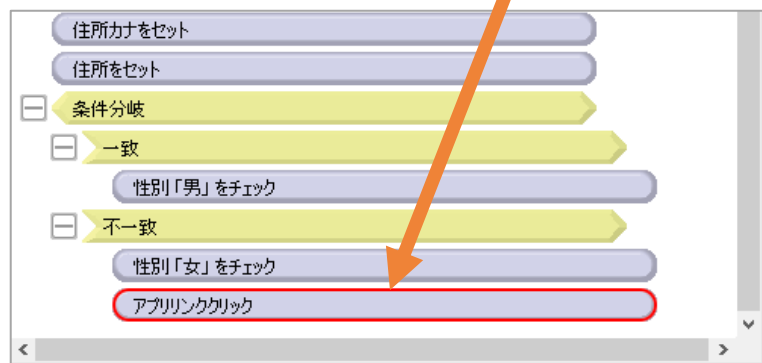 住所カナをセット
住所をセット
条件分岐
一致
性別「男」をチェック
不一致
性別「女」をチェック
アプリリンククリック